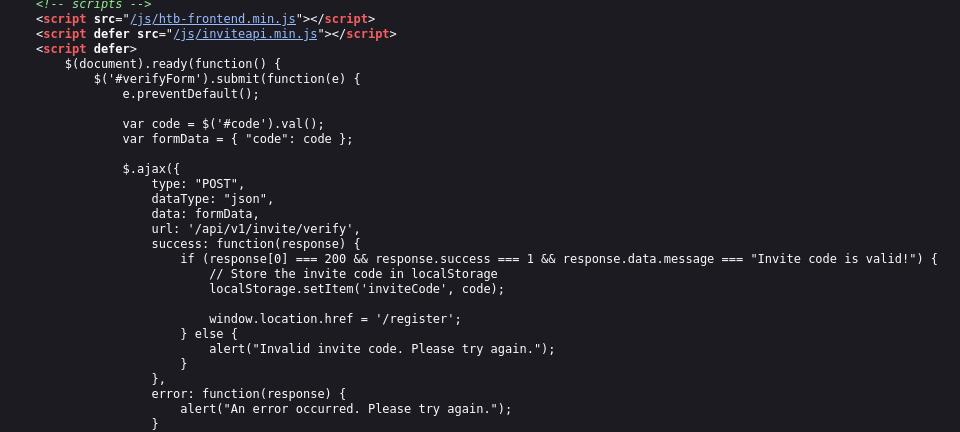 <!-- scripts -->
<script src="/js/htb-frontend.min.js"></script>
<script defer src="/js/inviteapi.min.js"></script>
<script defer>
    $(document).ready(function() {
        $('#verifyForm').submit(function(e) {
            e.preventDefault();

            var code = $('#code').val();
            var formData = { "code": code };

            $.ajax({
                type: "POST",
                dataType: "json",
                data: formData,
                url: '/api/v1/invite/verify',
                success: function(response) {
                    if (response[0] === 200 && response.success === 1 && response.data.message === "Invite code is valid!") {
                        // Store the invite code in localStorage
                        localStorage.setItem('inviteCode', code);

                        window.location.href = '/register';
                    } else {
                        alert("Invalid invite code. Please try again.");
                    }
                },
                error: function(response) {
                    alert("An error occurred. Please try again.");
                }